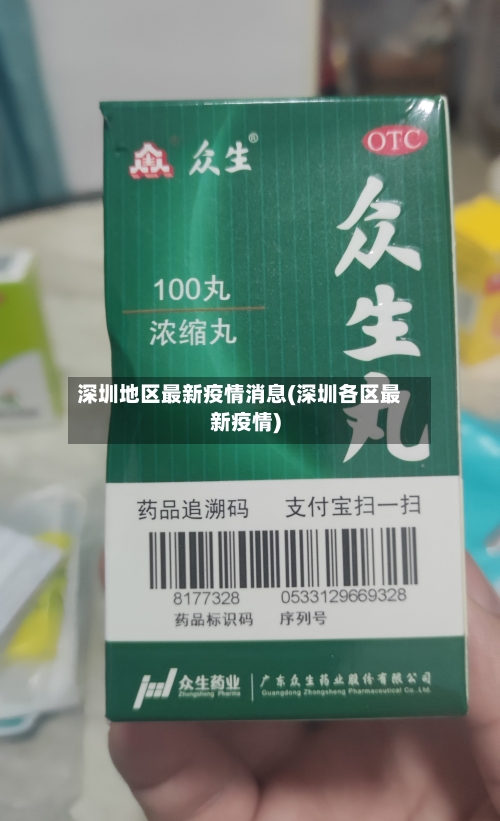 众生®
OTC
众生丸
100丸
浓缩丸
深圳地区最新疫情消息(深圳各区最
新疫情)
药品追溯码 支付宝扫一扫
8177328 0533129669328
药品标识码 序列号
众生药业 广东众生药业股份有限公司
Zhongsheng Pharma Guangdong Zhongsheng Pharmaceutical Co.,Ltd.